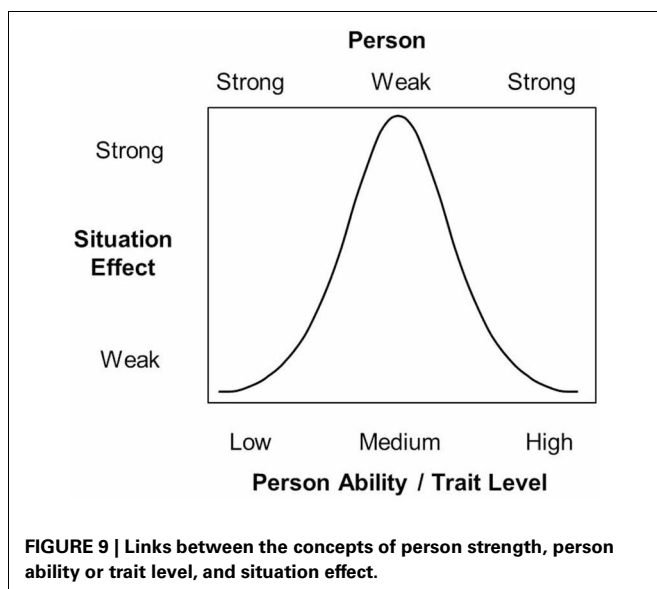 Person
Strong Weak Strong
Strong
Situation
Effect
Weak
Low Medium High
Person Ability / Trait Level
FIGURE 9 | Links between the concepts of person strength, person
ability or trait level, and situation effect.